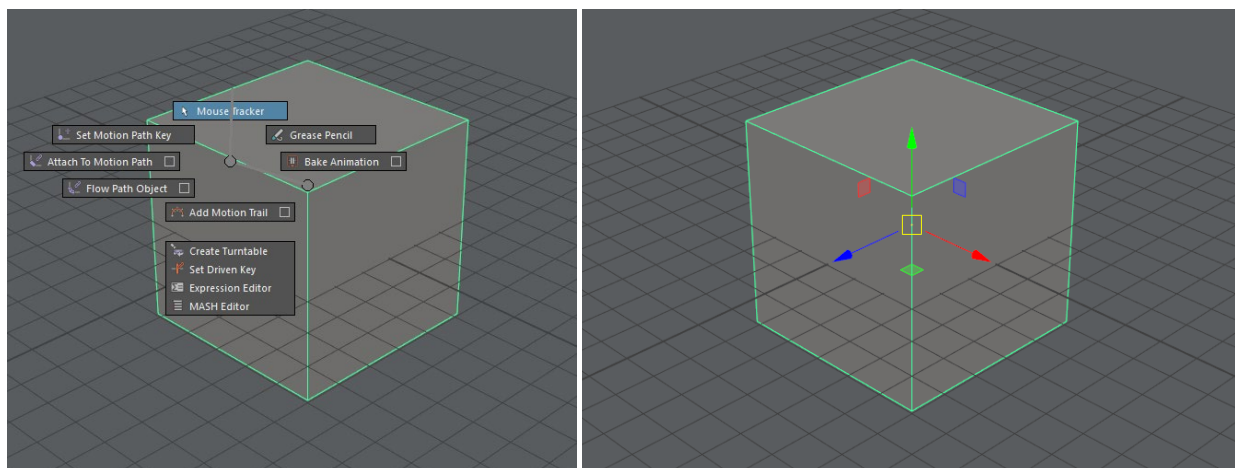 Mouse Tracker
Set Motion Path Key
Grease Pencil
Attach To Motion Path
Bake Animation
Flow Path Object
Add Motion Trail
Create Turntable
Set Driven Key
Expression Editor
MASH Editor